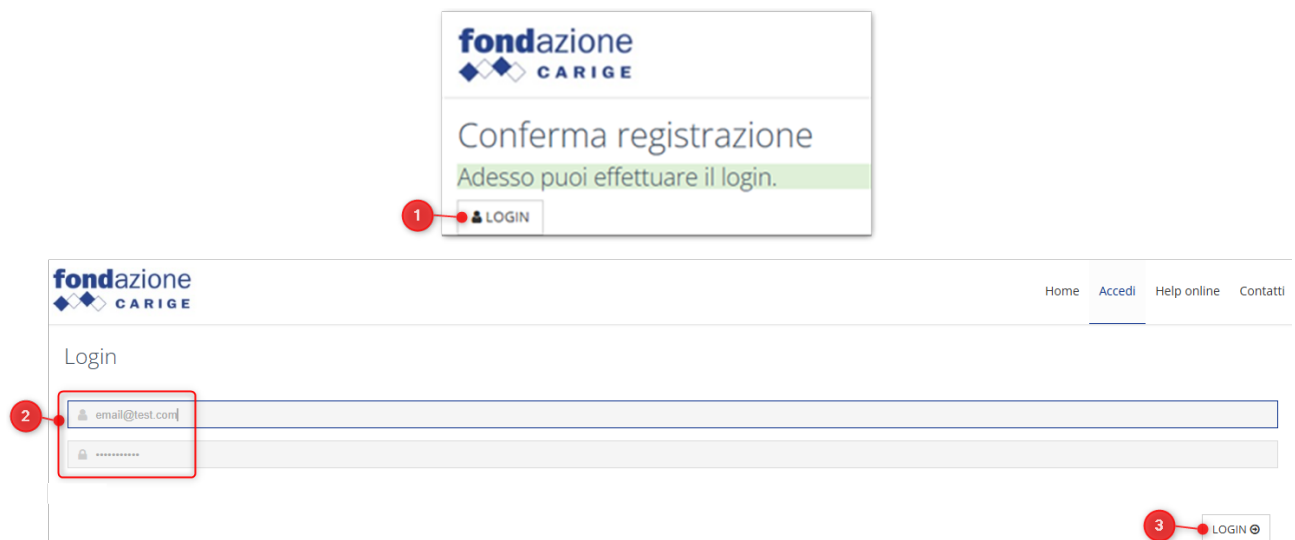 fondazione
CARIGE
Conferma registrazione
Adesso puoi effettuare il login.
1
LOGIN
fondazione
CARIGE
Home Accedi Help online Contatti
Login
2
email@test.com
•••••••••••
3
LOGIN